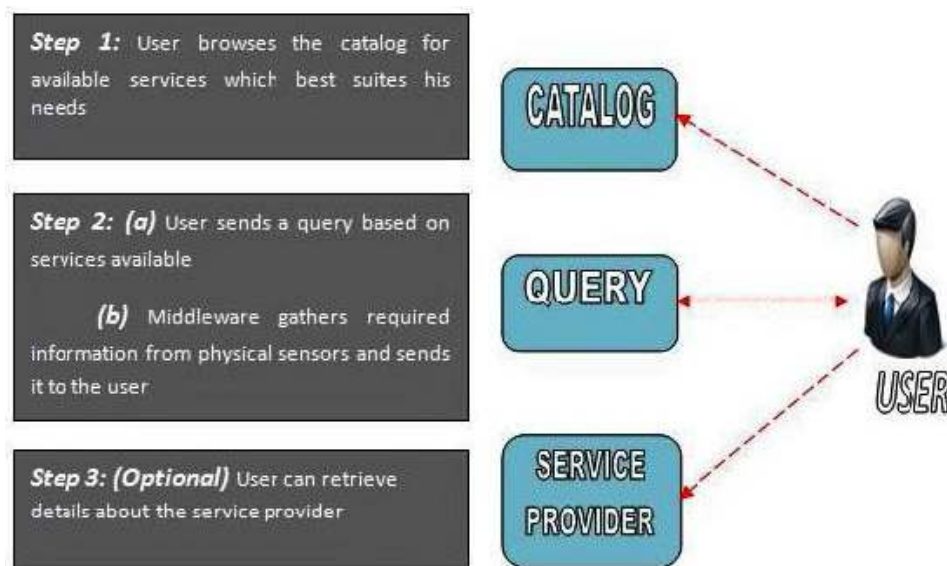 Step 1: User browses the catalog for
available services which best suites his
needs
CATALOG
Step 2: (a) User sends a query based on
services available
(b) Middleware gathers required
information from physical sensors and sends
it to the user
QUERY
USER
Step 3: (Optional) User can retrieve
details about the service provider
SERVICE
PROVIDER